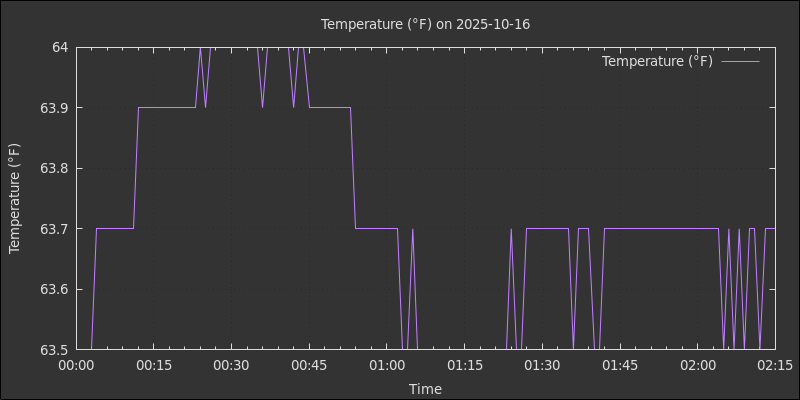 Temperature (°F) on 2025-10-16
Temperature (°F)
64
63.9
63.8
63.7
63.6
63.5
Temperature (°F)
00:00 00:15 00:30 00:45 01:00 01:15 01:30 01:45 02:00 02:15
Time